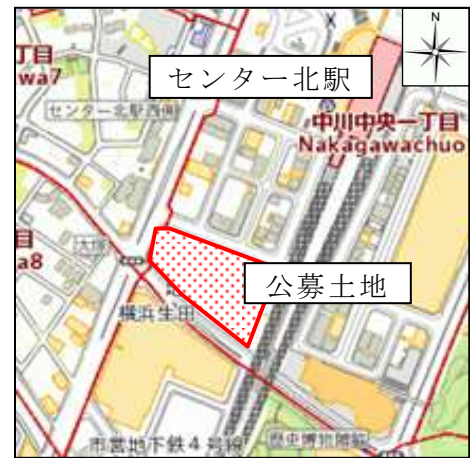 N
丁目
wa7
センター北駅
センター北駅西側
中川中央一丁目
Nakagawachuo
目
a8
公募土地
横浜生田
市営地下鉄4号線
歴史博物館前